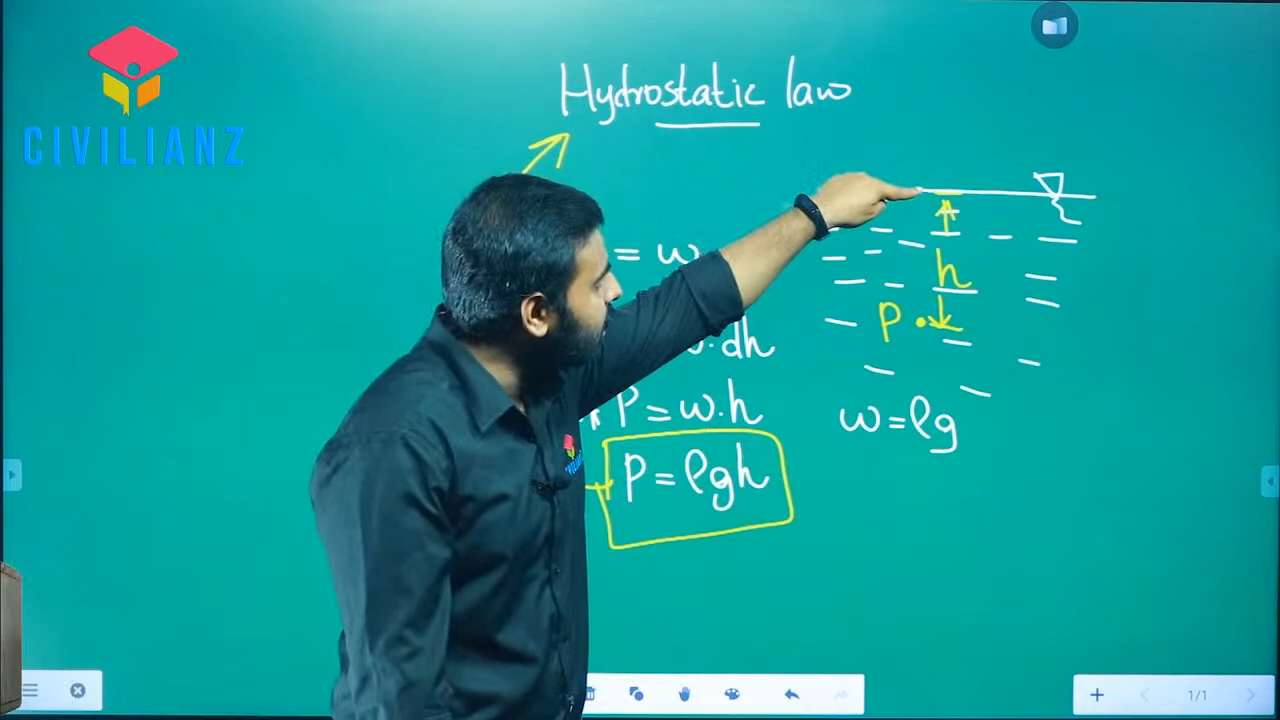 CIVILIANZ
Hydrostatic law
= w
w. dh
P = w.h
P = ρgh
h
P
w = ρg
1/1